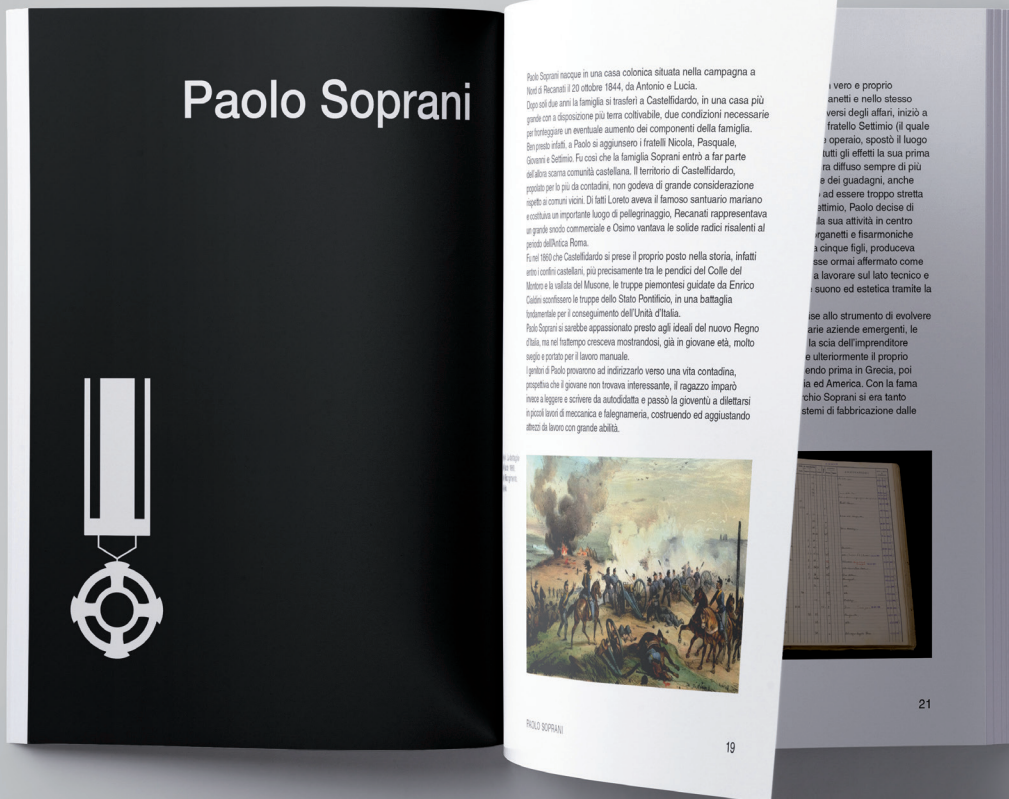 Paolo Soprani
Paolo Soprani nacque in una casa colonica situata nella campagna a
Nord di Recanati il 20 ottobre 1844, da Antonio e Lucia.
Dopo soli due anni la famiglia si trasferì a Castelfidardo, in una casa più
grande con a disposizione più terra coltivabile, due condizioni necessarie
per fronteggiare un eventuale aumento dei componenti della famiglia.
Ben presto infatti, a Paolo si aggiunsero i fratelli Nicola, Pasquale,
Giovanni e Settimio. Fu così che la famiglia Soprani entrò a far parte
dell'allora scarna comunità castellana. Il territorio di Castelfidardo,
popolato per lo più da contadini, non godeva di grande considerazione
rispetto ai comuni vicini. Di fatti Loreto aveva il famoso santuario mariano
e costituiva un importante luogo di pellegrinaggio, Recanati rappresentava
un grande snodo commerciale e Osimo vantava le solide radici risalenti al
periodo dell'Antica Roma.
Fu nel 1860 che Castelfidardo si prese il proprio posto nella storia, infatti
entro i confini castellani, più precisamente tra le pendici del Colle del
Montoro e la vallata del Musone, le truppe piemontesi guidate da Enrico
Cialdini sconfissero le truppe dello Stato Pontificio, in una battaglia
fondamentale per il conseguimento dell'Unità d'Italia.
Paolo Soprani si sarebbe appassionato presto agli ideali del nuovo Regno
d'Italia, ma nel frattempo cresceva mostrandosi, già in giovane età, molto
sveglio e portato per il lavoro manuale.
I genitori di Paolo provarono ad indirizzarlo verso una vita contadina,
prospettiva che il giovane non trovava interessante, il ragazzo imparò
invece a leggere e scrivere da autodidatta e passò la gioventù a dilettarsi
in piccoli lavori di meccanica e falegnameria, costruendo ed aggiustando
attrezzi da lavoro con grande abilità.
PAOLO SOPRANI
19
vero e proprio
anetti e nello stesso
versi degli affari, iniziò a
fratello Settimio (il quale
operaio, spostò il luogo
tutti gli effetti la sua prima
ra diffuso sempre di più
e dei guadagni, anche
ad essere troppo stretta
ettimio, Paolo decise di
la sua attività in centro
rganetti e fisarmoniche
a cinque figli, produceva
sse ormai affermato come
a lavorare sul lato tecnico e
suono ed estetica tramite la
se allo strumento di evolvere
arie aziende emergenti, le
la scia dell'imprenditore
e ulteriormente il proprio
endo prima in Grecia, poi
ia ed America. Con la fama
rchio Soprani si era tanto
stemi di fabbricazione dalle
21